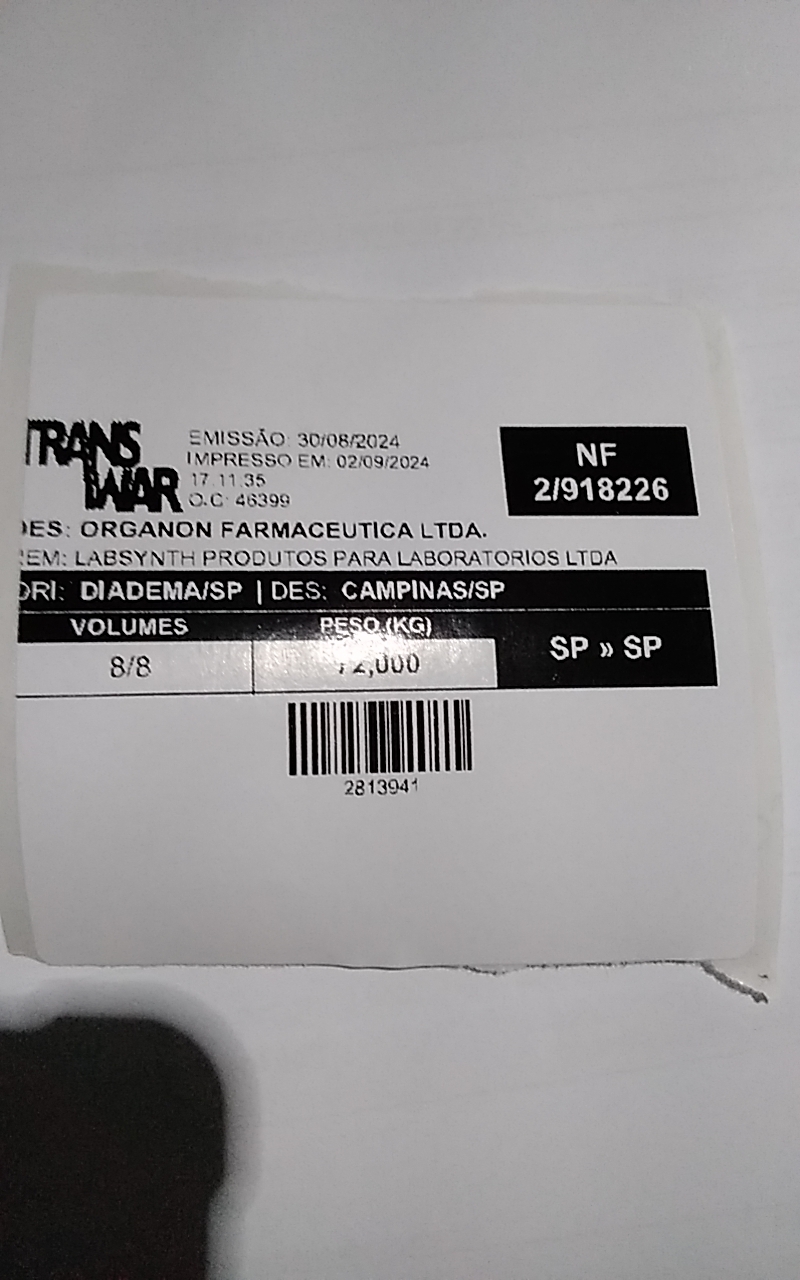 TRANS
WAR
EMISSÃO: 30/08/2024
IMPRESSO EM: 02/09/2024
17:11:35
O.C: 46399
NF
2/918226
DES: ORGANON FARMACEUTICA LTDA.
REM: LABSYNTH PRODUTOS PARA LABORATORIOS LTDA
ORI: DIADEMA/SP | DES: CAMPINAS/SP
VOLUMES PESO (KG)
8/8 72,000
SP » SP
2813941